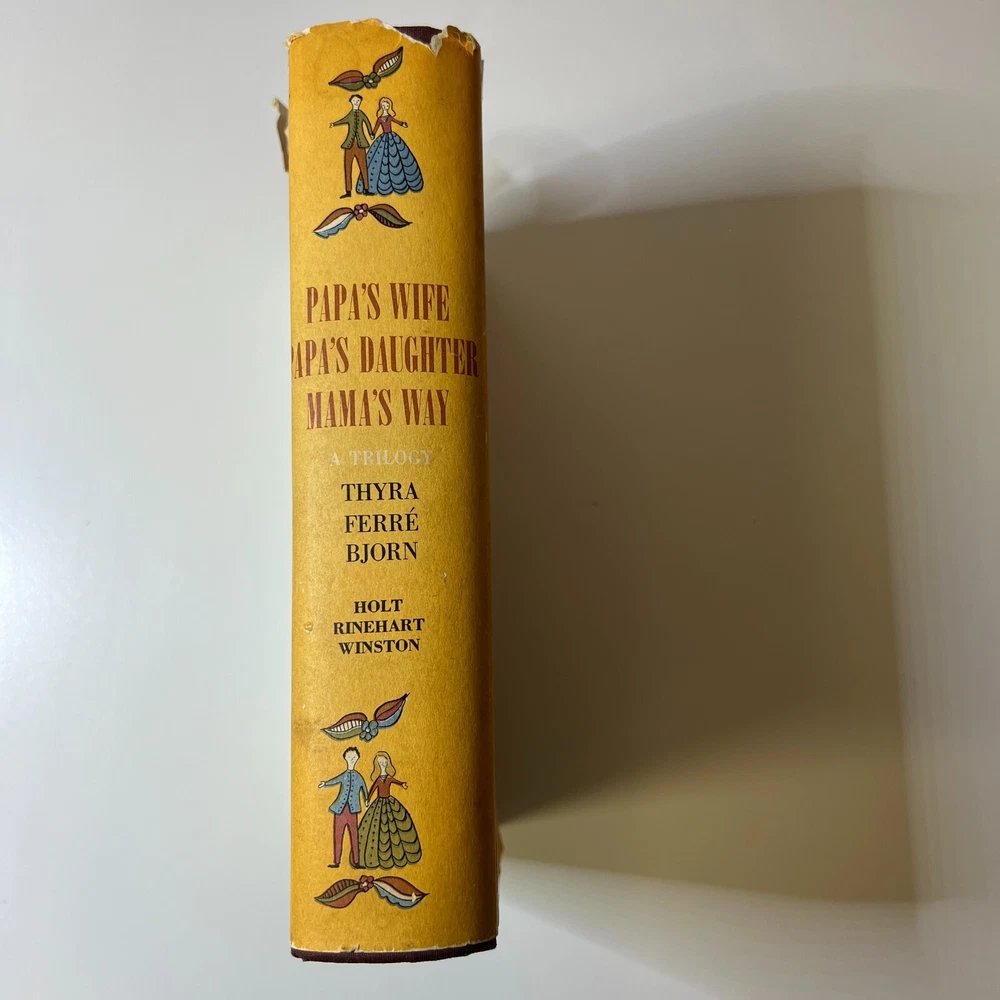 PAPA'S WIFE
PAPA'S DAUGHTER
MAMA'S WAY
A TRILOGY
THYRA
FERRÉ
BJORN
HOLT
RINEHART
WINSTON